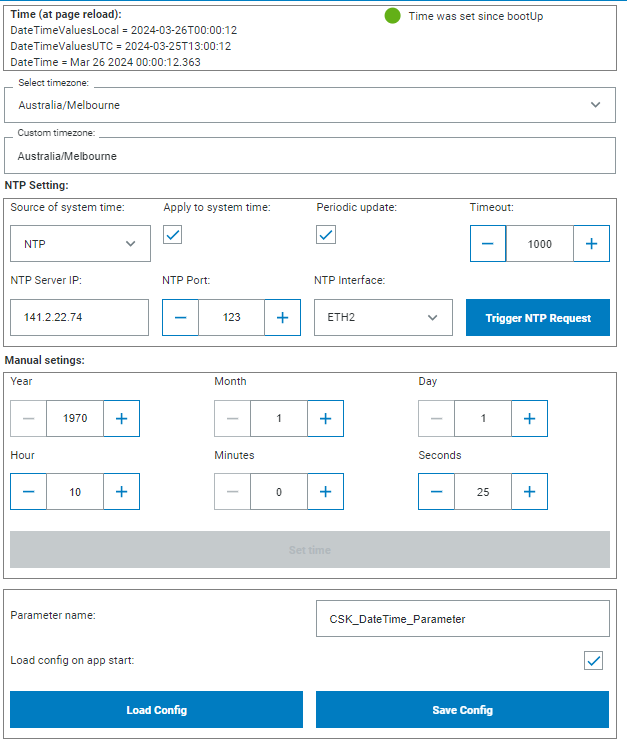 Time (at page reload):
Time was set since bootUp
DateTimeValuesLocal = 2024-03-26T00:00:12
DateTimeValuesUTC = 2024-03-25T13:00:12
DateTime = Mar 26 2024 00:00:12.363
Select timezone:
Australia/Melbourne
Custom timezone:
Australia/Melbourne
NTP Setting:
Source of system time: Apply to system time: Periodic update: Timeout:
NTP — 1000 +
NTP Server IP: NTP Port: NTP Interface:
141.2.22.74 — 123 + ETH2 Trigger NTP Request
Manual setings:
Year Month Day
— 1970 + — 1 + — 1 +
Hour Minutes Seconds
— 10 + — 0 + — 25 +
Set time
Parameter name: CSK_DateTime_Parameter
Load config on app start:
Load Config Save Config